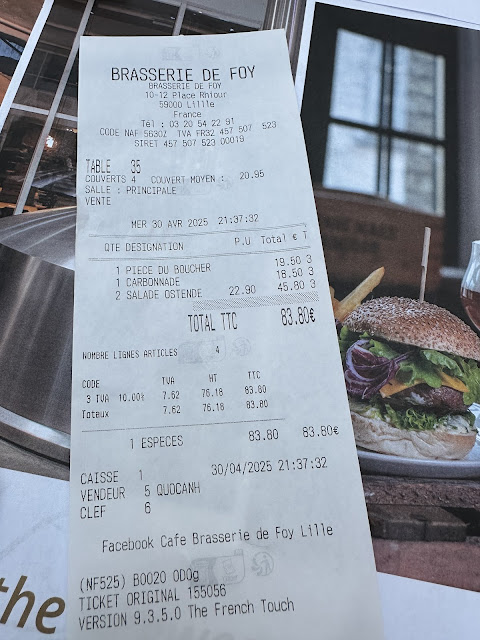 BRASSERIE DE FOY
BRASSERIE DE FOY
10-12 Place Rhiour
59000 Lillle
France
Tél : 03 20 54 22 91
CODE NAF 5630Z TVA FR32 457 507 523
SIRET 457 507 523 00019
TABLE 35
COUVERTS 4 COUVERT MOYEN : 20.95
SALLE : PRINCIPALE
VENTE
MER 30 AVR 2025 21:37:32
QTE DESIGNATION P.U Total € T
1 PIECE DU BOUCHER 19.50 3
1 CARBONNADE 18.50 3
2 SALADE OSTENDE 22.90 45.80 3
TOTAL TTC 83.80€
NOMBRE LIGNES ARTICLES 4
CODE TVA HT TTC
3 TVA 10.00% 7.62 76.18 83.80
Totaux 7.62 76.18 83.80
1 ESPECES 83.80 83.80€
CAISSE 1 30/04/2025 21:37:32
VENDEUR 5 QUOCANH
CLEF 6
Facebook Cafe Brasserie de Foy Lille
(NF525) B0020 OD0g
TICKET ORIGINAL 155056
VERSION 9.3.5.0 The French Touch
the